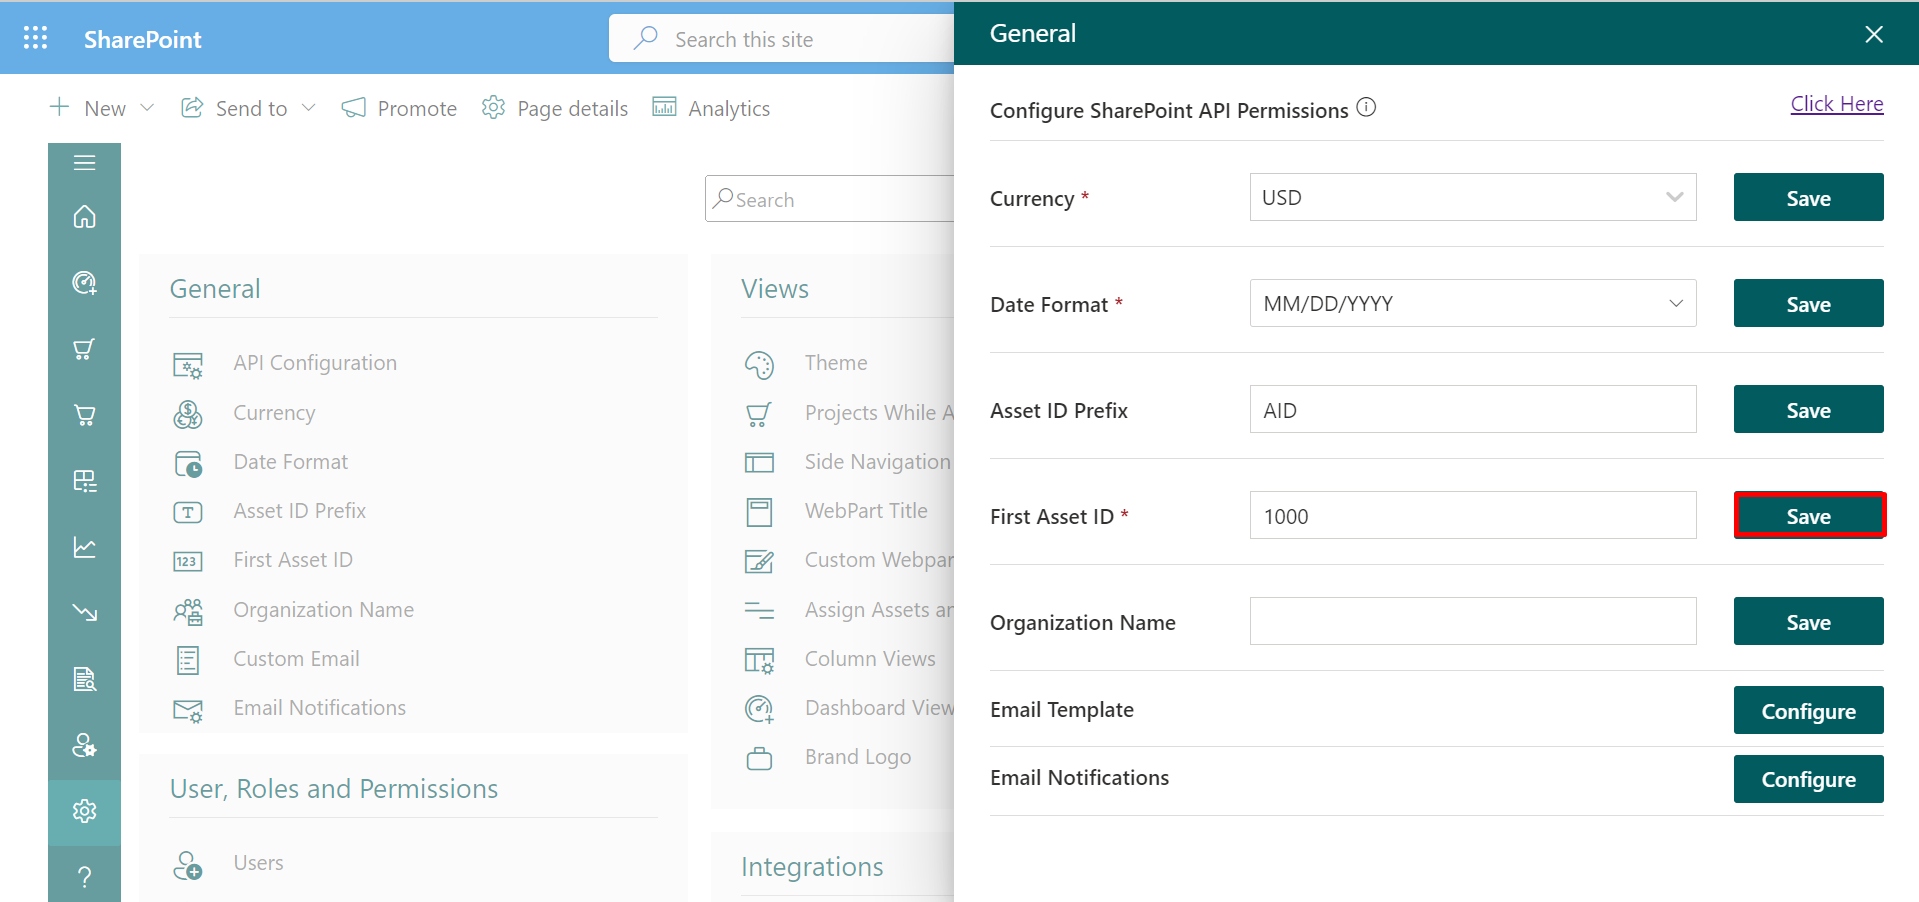 SharePoint
Search this site
New
Send to
Promote
Page details
Analytics
Search
General
API Configuration
Currency
Date Format
Asset ID Prefix
First Asset ID
Organization Name
Custom Email
Email Notifications
User, Roles and Permissions
Users
Views
Theme
Projects While A
Side Navigation
WebPart Title
Custom Webpar
Assign Assets a
Column Views
Dashboard View
Brand Logo
Integrations
General
Configure SharePoint API Permissions
Click Here
Currency *
USD
Save
Date Format *
MM/DD/YYYY
Save
Asset ID Prefix
AID
Save
First Asset ID *
1000
Save
Organization Name
Save
Email Template
Configure
Email Notifications
Configure